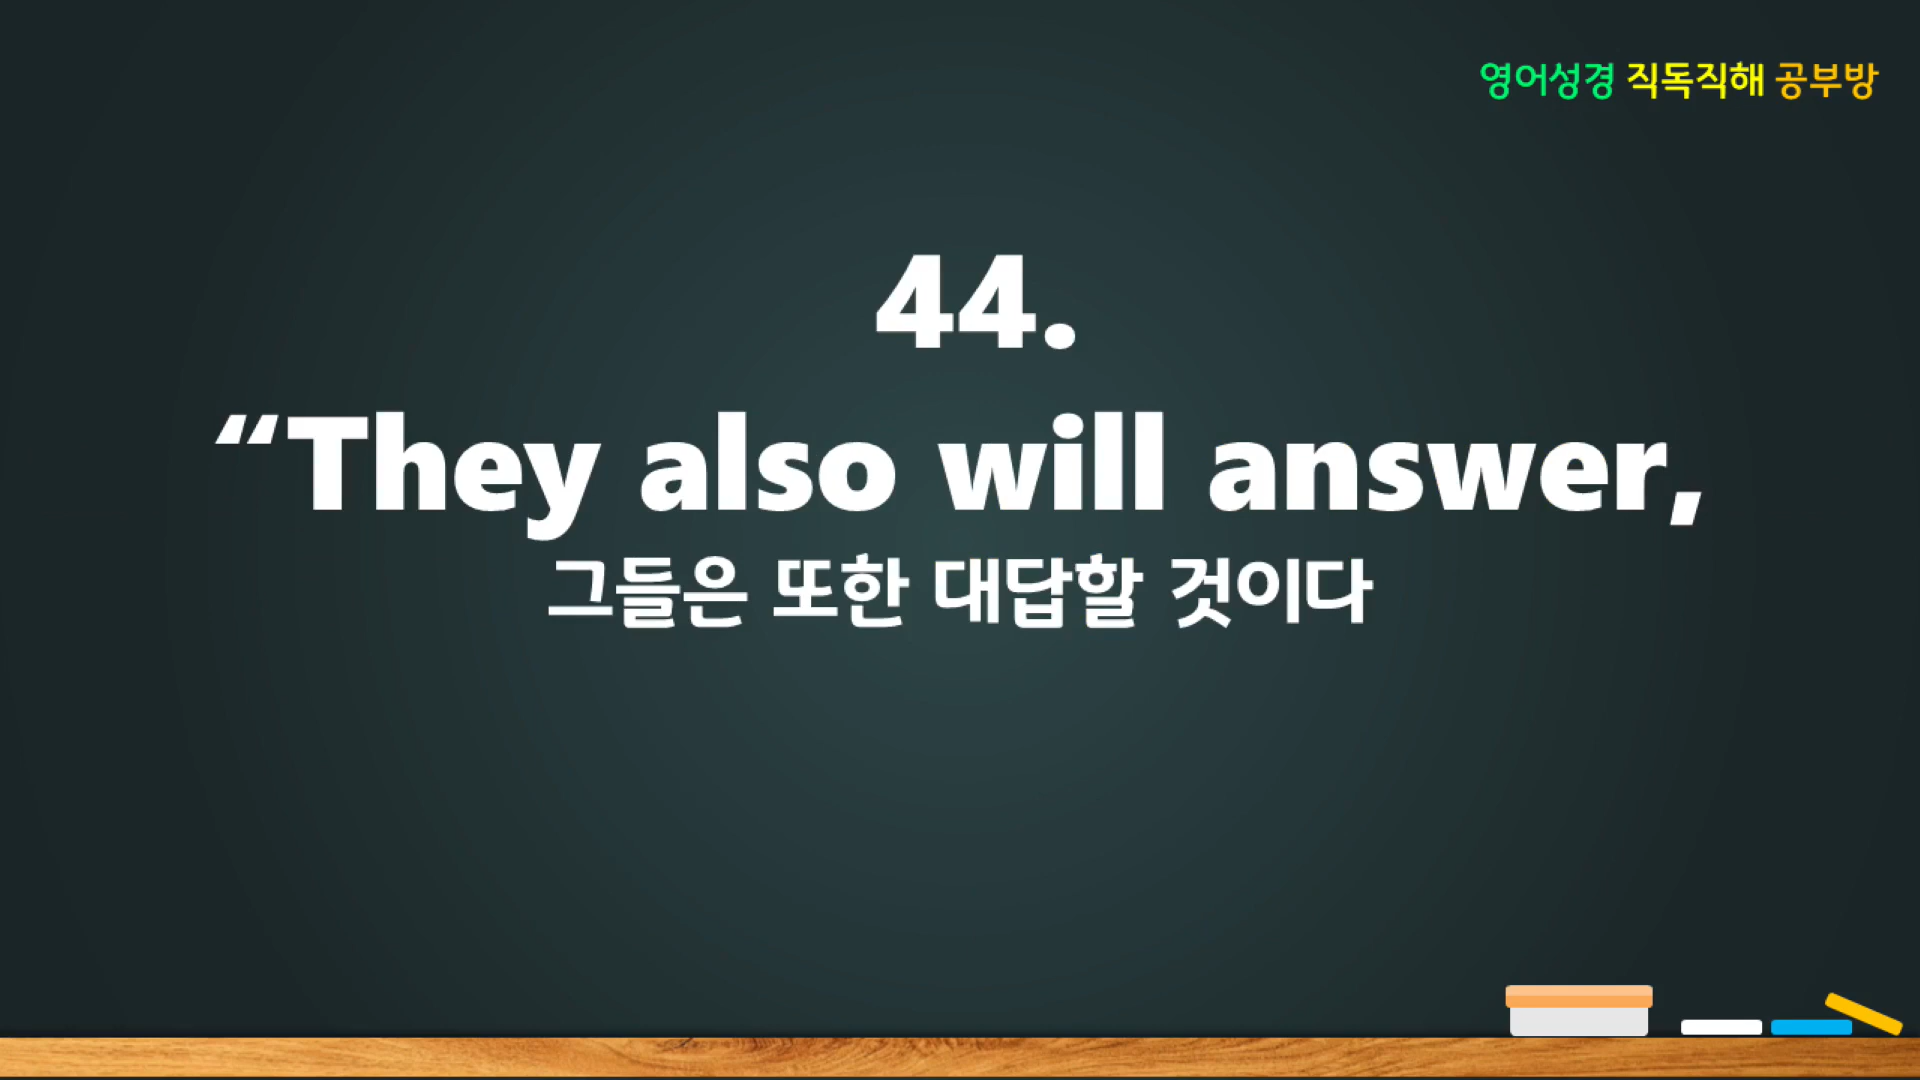 영어성경 직독직해 공부방
44.
“They also will answer,
그들은 또한 대답할 것이다